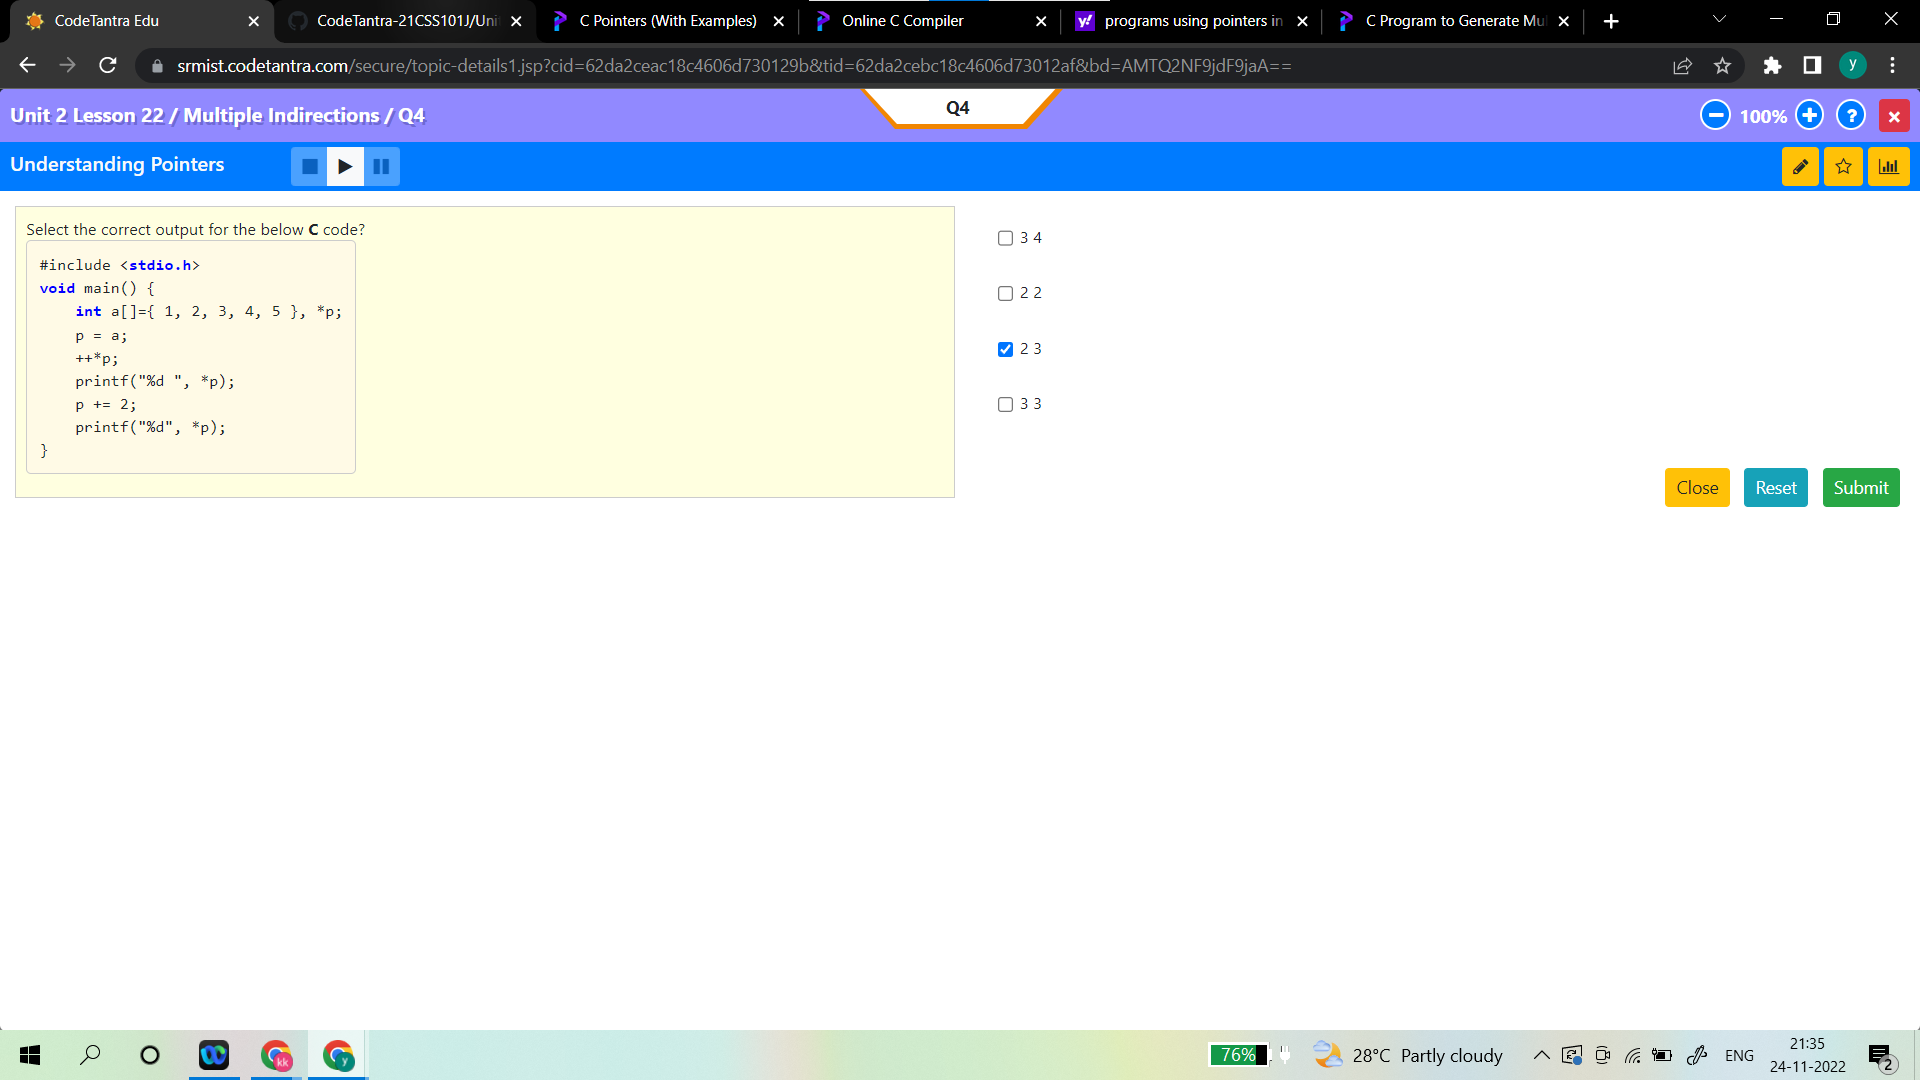 CodeTantra Edu
CodeTantra-21CSS101J/Uni
C Pointers (With Examples)
Online C Compiler
programs using pointers in
C Program to Generate Mul
srmist.codetantra.com/secure/topic-details1.jsp?cid=62da2ceac18c4606d730129b&tid=62da2cebc18c4606d73012af&bd=AMTQ2NF9jdF9jaA==
y
Unit 2 Lesson 22 / Multiple Indirections / Q4
Q4
100%
?
Understanding Pointers
Select the correct output for the below C code?
#include <stdio.h>
void main() {
    int a[]={ 1, 2, 3, 4, 5 }, *p;
    p = a;
    ++*p;
    printf("%d ", *p);
    p += 2;
    printf("%d", *p);
}
3 4
2 2
2 3
3 3
Close
Reset
Submit
kk
y
76%
28°C Partly cloudy
ENG
21:35
24-11-2022
2